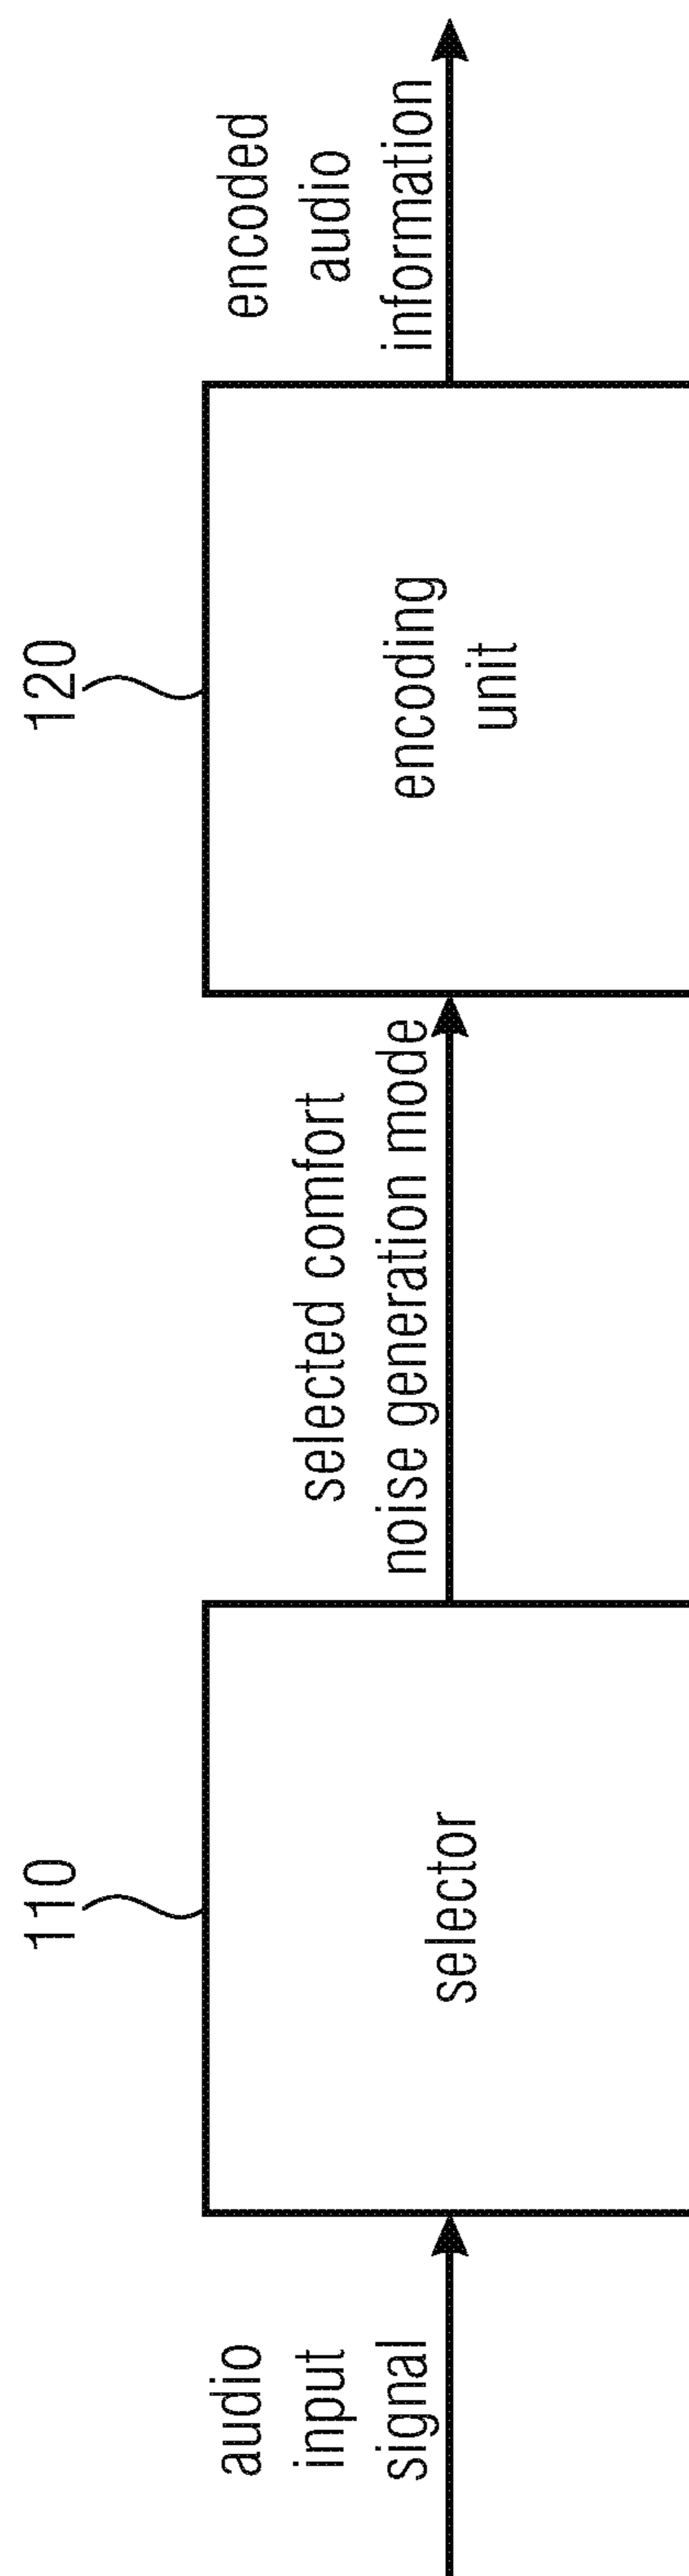 110
120
audio
input
signal
selector
selected comfort
noise generation mode
encoding
unit
encoded
audio
information